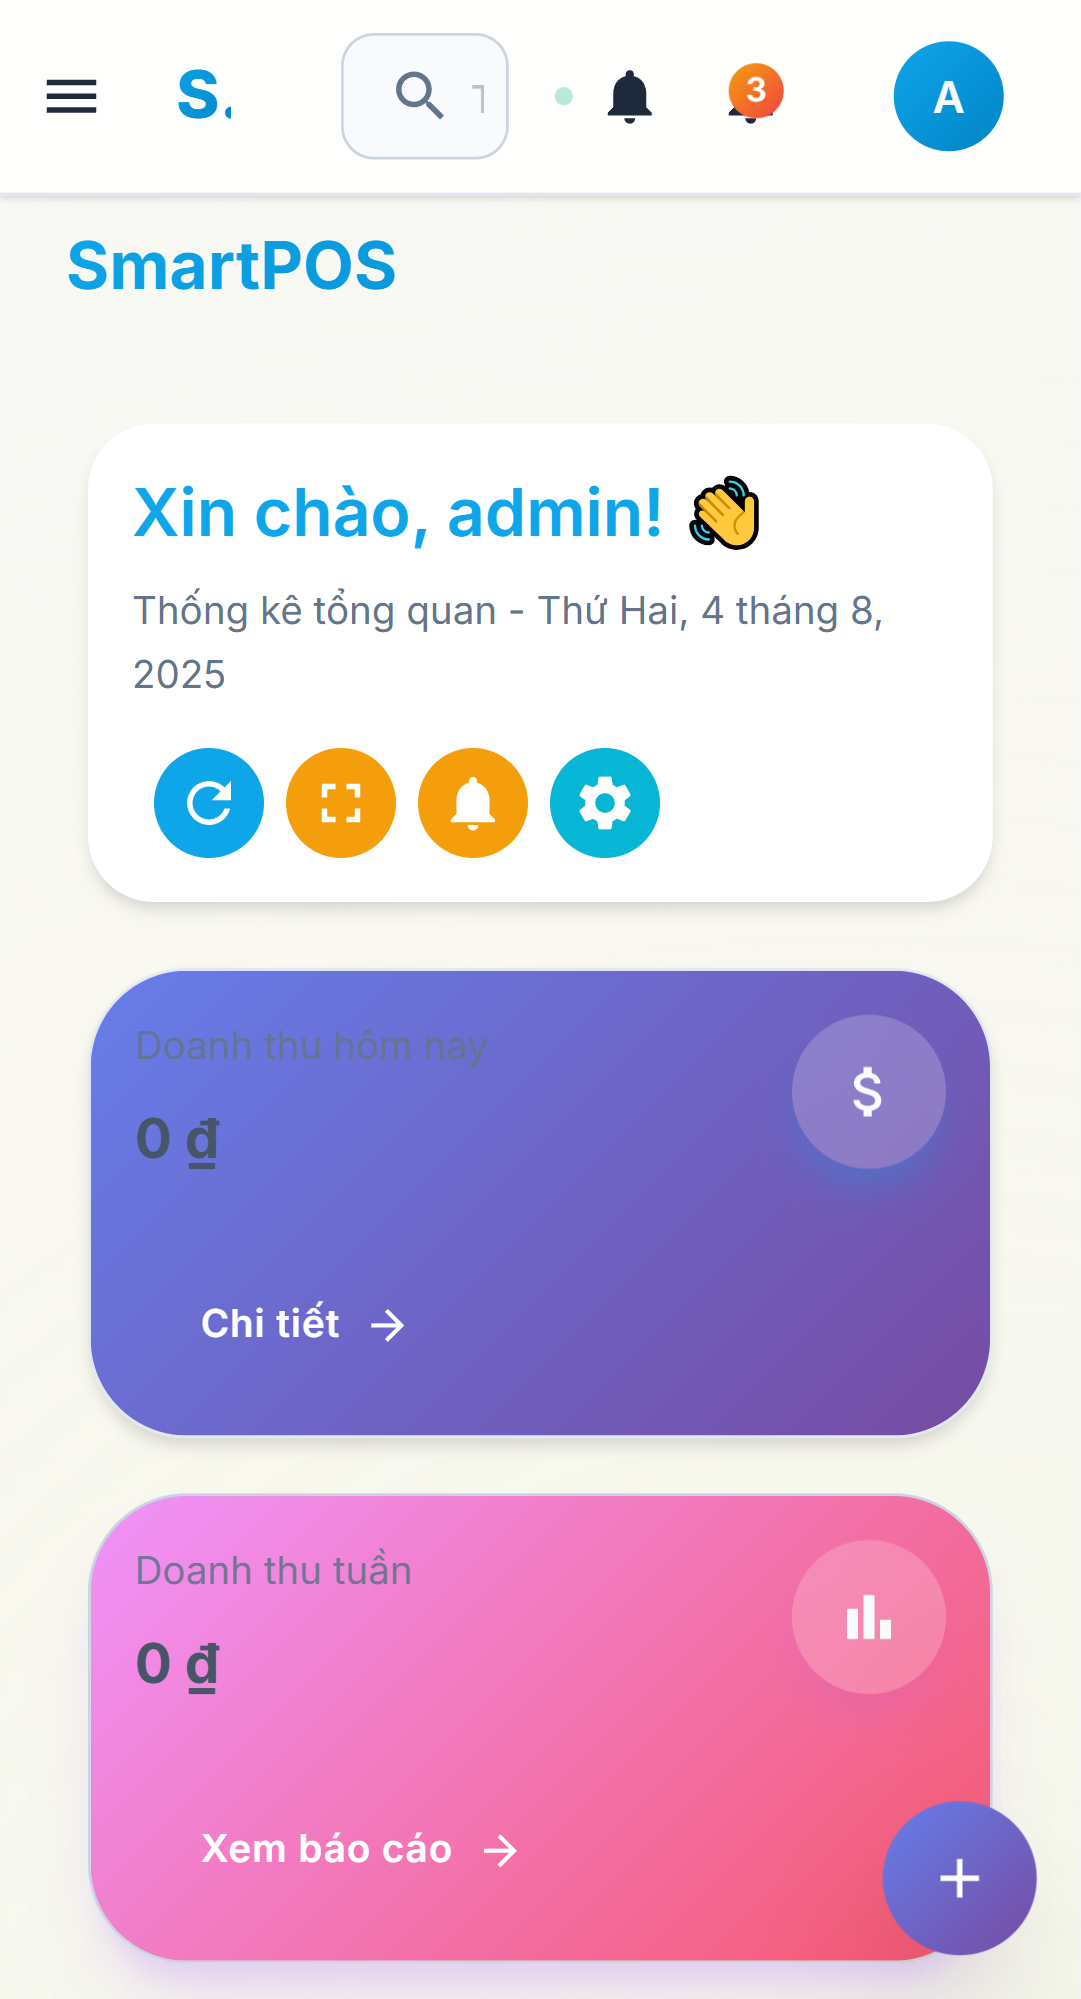 S.
3
A
SmartPOS
Xin chào, admin! 👋
Thống kê tổng quan - Thứ Hai, 4 tháng 8,
2025
Doanh thu hôm nay
0 ₫
Chi tiết →
Doanh thu tuần
0 ₫
Xem báo cáo →